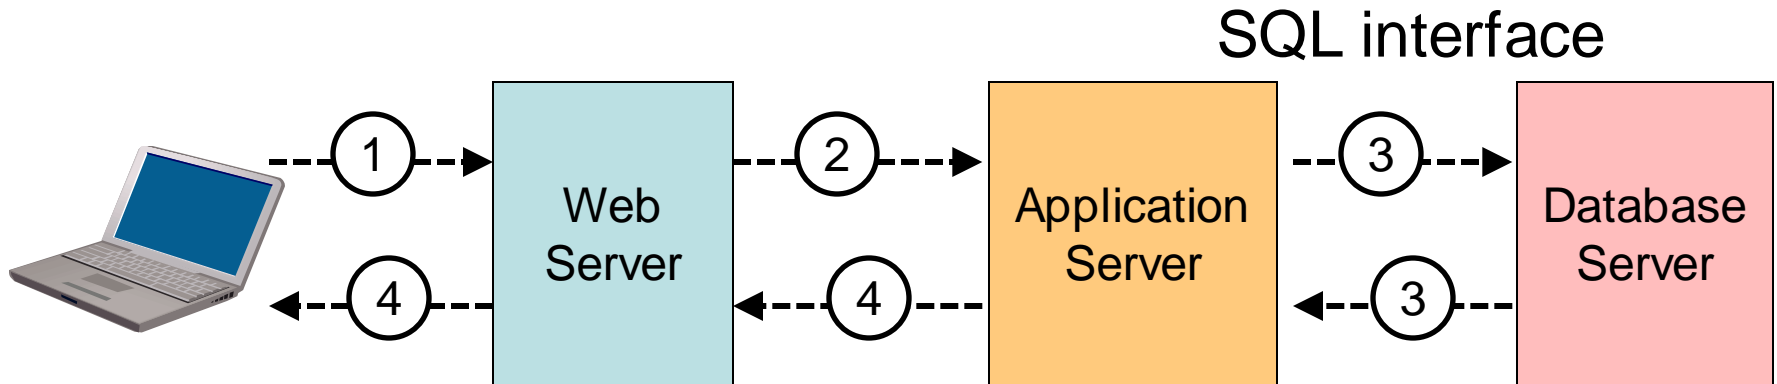 SQL interface
1
2
3
Web
Server
Application
Server
Database
Server
4
4
3